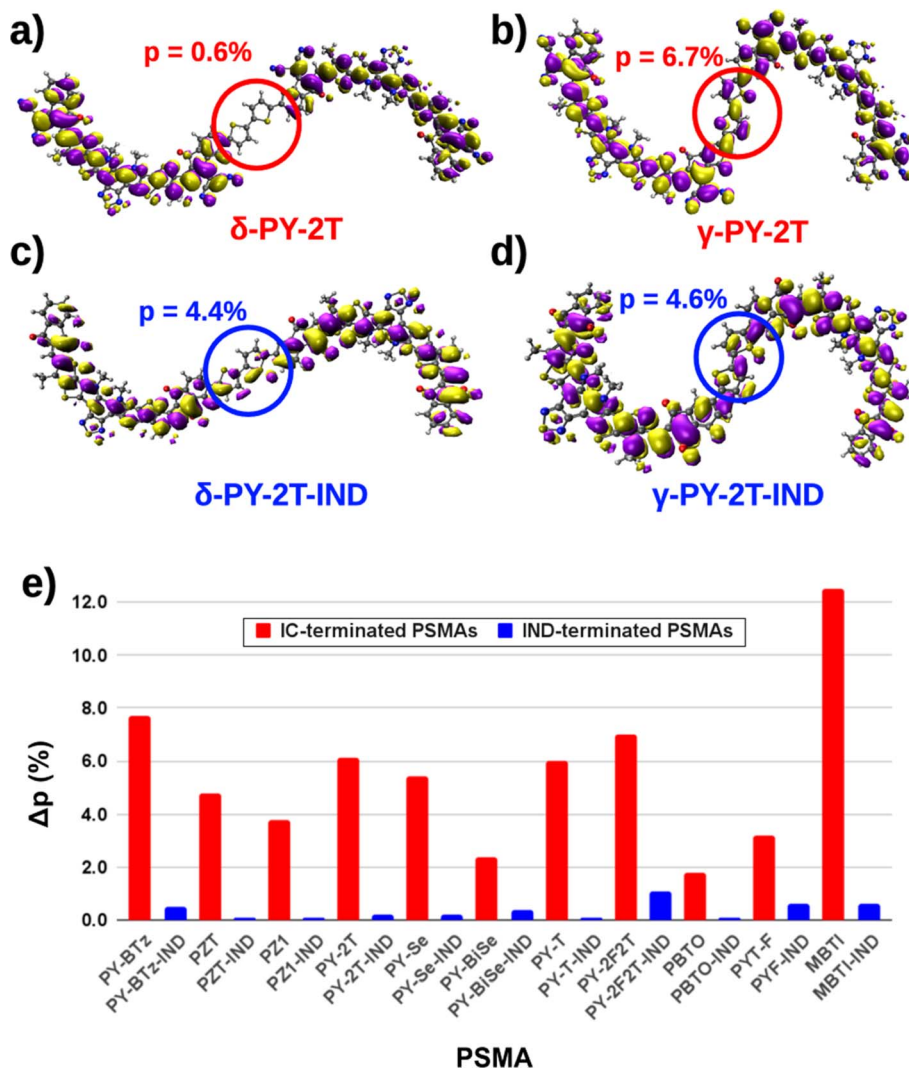 a)
p = 0.6%
δ-PY-2T
b)
p = 6.7%
γ-PY-2T
c)
p = 4.4%
δ-PY-2T-IND
d)
p = 4.6%
γ-PY-2T-IND
e)
IC-terminated PSMAs
IND-terminated PSMAs
Δp (%)
12.0
10.0
8.0
6.0
4.0
2.0
0.0
PY-BTz
PY-BTz-IND
PZT
PZT-IND
PZ1
PZ1-IND
PY-2T
PY-2T-IND
PY-Se
PY-Se-IND
PY-BISe
PY-BISe-IND
PY-T
PY-T-IND
PY-2F2T
PY-2F2T-IND
PBTO
PBTO-IND
PYT-F
PYF-IND
MBTI
MBTI-IND
PSMA